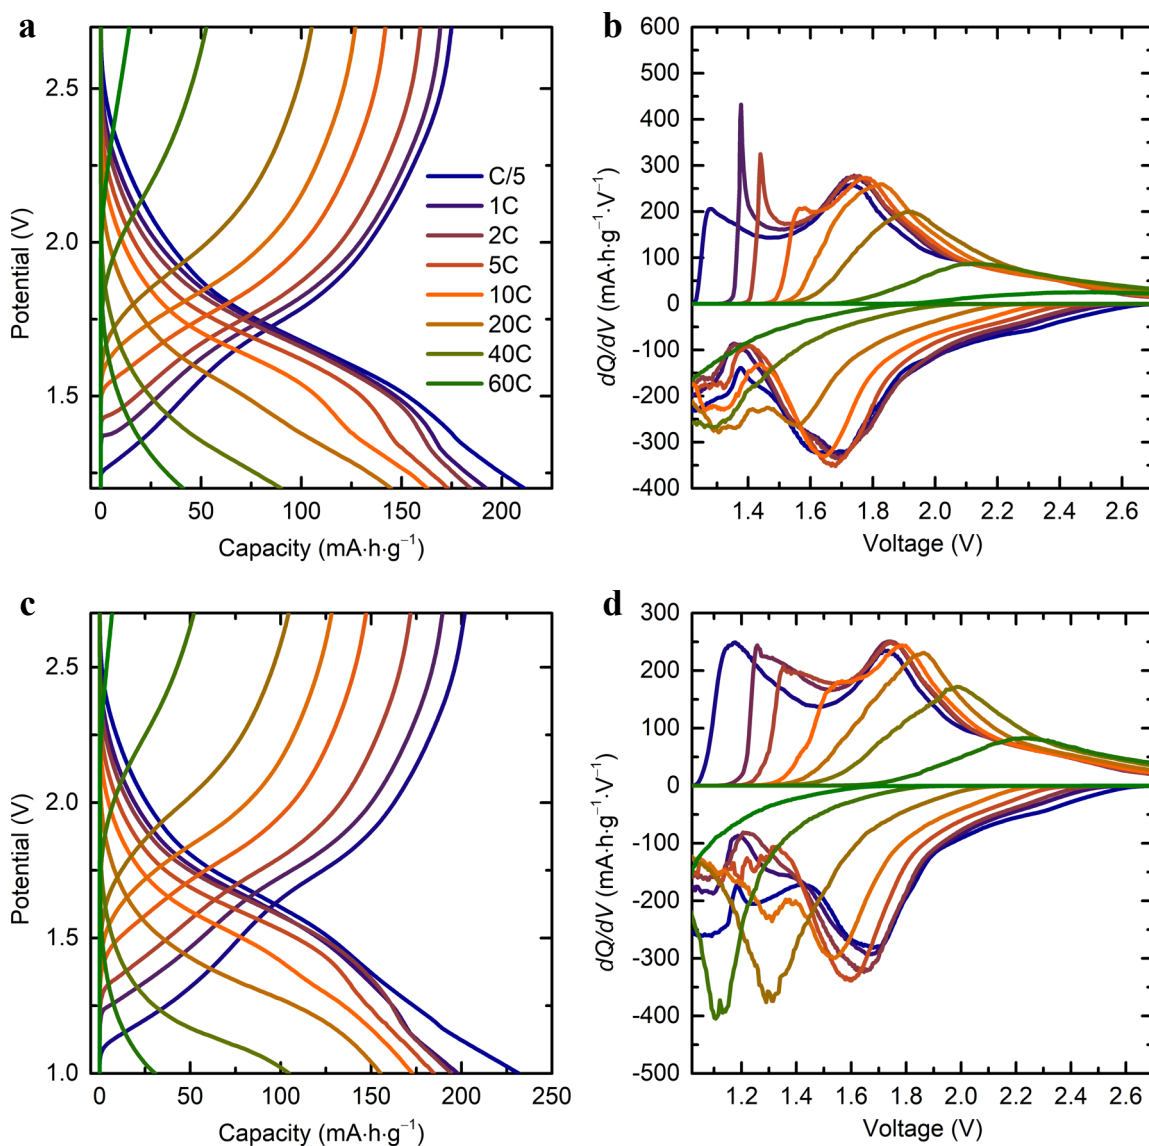 a
2.5
2.0
1.5
Potential (V)
0 50 100 150 200
Capacity (mA·h·g⁻¹)
C/5
1C
2C
5C
10C
20C
40C
60C
b
600
500
400
300
200
100
0
-100
-200
-300
-400
dQ/dV (mA·h·g⁻¹·V⁻¹)
1.4 1.6 1.8 2.0 2.2 2.4 2.6
Voltage (V)
c
2.5
2.0
1.5
1.0
Potential (V)
0 50 100 150 200 250
Capacity (mA·h·g⁻¹)
d
300
200
100
0
-100
-200
-300
-400
-500
dQ/dV (mA·h·g⁻¹·V⁻¹)
1.2 1.4 1.6 1.8 2.0 2.2 2.4 2.6
Voltage (V)